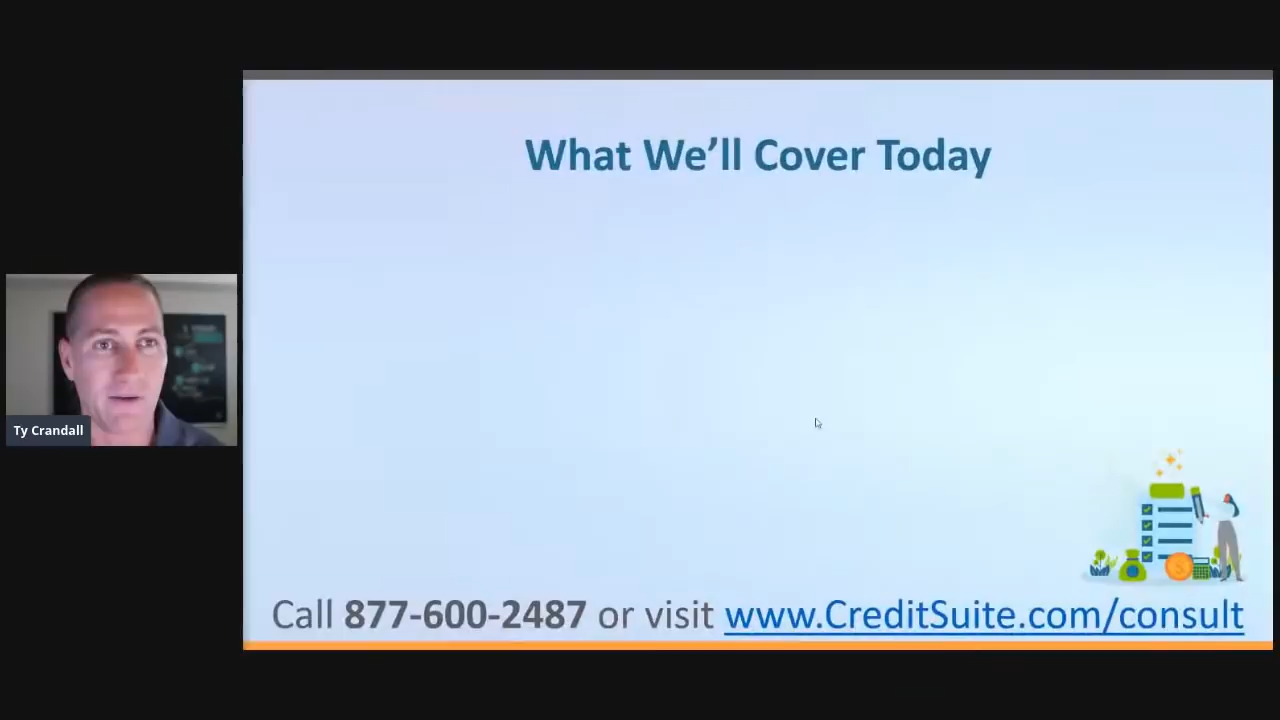 What We’ll Cover Today
Ty Crandall
Call 877-600-2487 or visit www.CreditSuite.com/consult